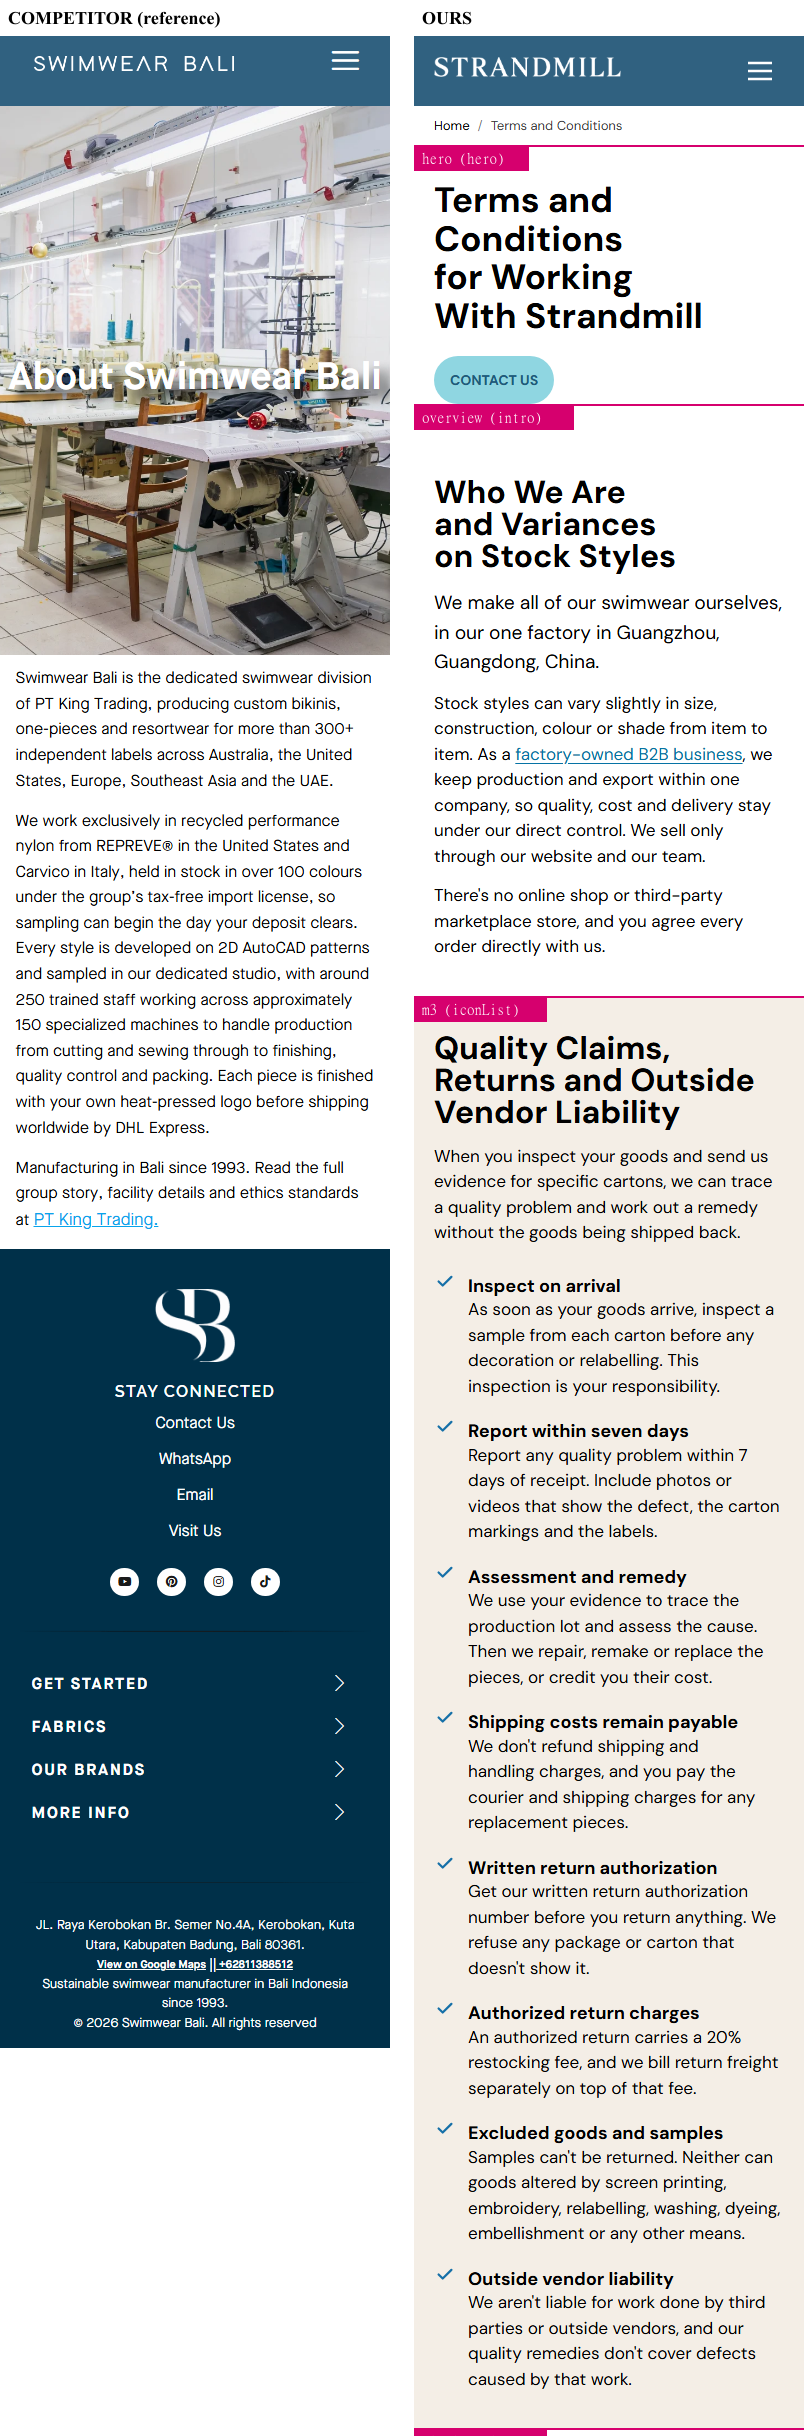 COMPETITOR (reference)
SWIMWEAR BALI
About Swimwear Bali
Swimwear Bali is the dedicated swimwear division
of PT King Trading, producing custom bikinis,
one-pieces and resortwear for more than 300+
independent labels across Australia, the United
States, Europe, Southeast Asia and the UAE.
We work exclusively in recycled performance
nylon from REPREVE® in the United States and
Carvico in Italy, held in stock in over 100 colours
under the group's tax-free import license, so
sampling can begin the day your deposit clears.
Every style is developed on 2D AutoCAD patterns
and sampled in our dedicated studio, with around
250 trained staff working across approximately
150 specialized machines to handle production
from cutting and sewing through to finishing,
quality control and packing. Each piece is finished
with your own heat-pressed logo before shipping
worldwide by DHL Express.
Manufacturing in Bali since 1993. Read the full
group story, facility details and ethics standards
at PT King Trading.
SB
STAY CONNECTED
Contact Us
WhatsApp
Email
Visit Us
GET STARTED
FABRICS
OUR BRANDS
MORE INFO
JL. Raya Kerobokan Br. Semer No.4A, Kerobokan, Kuta
Utara, Kabupaten Badung, Bali 80361.
View on Google Maps || +62811388512
Sustainable swimwear manufacturer in Bali Indonesia
since 1993.
© 2026 Swimwear Bali. All rights reserved
OURS
STRANDMILL
Home / Terms and Conditions
hero (hero)
Terms and
Conditions
for Working
With Strandmill
CONTACT US
overview (intro)
Who We Are
and Variances
on Stock Styles
We make all of our swimwear ourselves,
in our one factory in Guangzhou,
Guangdong, China.
Stock styles can vary slightly in size,
construction, colour or shade from item to
item. As a factory-owned B2B business, we
keep production and export within one
company, so quality, cost and delivery stay
under our direct control. We sell only
through our website and our team.
There's no online shop or third-party
marketplace store, and you agree every
order directly with us.
m3 (iconList)
Quality Claims,
Returns and Outside
Vendor Liability
When you inspect your goods and send us
evidence for specific cartons, we can trace
a quality problem and work out a remedy
without the goods being shipped back.
Inspect on arrival
As soon as your goods arrive, inspect a
sample from each carton before any
decoration or relabelling. This
inspection is your responsibility.
Report within seven days
Report any quality problem within 7
days of receipt. Include photos or
videos that show the defect, the carton
markings and the labels.
Assessment and remedy
We use your evidence to trace the
production lot and assess the cause.
Then we repair, remake or replace the
pieces, or credit you their cost.
Shipping costs remain payable
We don't refund shipping and
handling charges, and you pay the
courier and shipping charges for any
replacement pieces.
Written return authorization
Get our written return authorization
number before you return anything. We
refuse any package or carton that
doesn't show it.
Authorized return charges
An authorized return carries a 20%
restocking fee, and we bill return freight
separately on top of that fee.
Excluded goods and samples
Samples can't be returned. Neither can
goods altered by screen printing,
embroidery, relabelling, washing, dyeing,
embellishment or any other means.
Outside vendor liability
We aren't liable for work done by third
parties or outside vendors, and our
quality remedies don't cover defects
caused by that work.